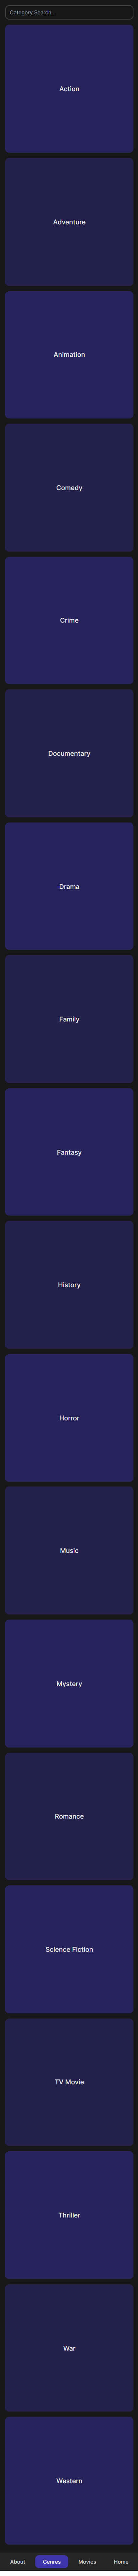 Category Search...
Action
Adventure
Animation
Comedy
Crime
Documentary
Drama
Family
Fantasy
History
Horror
Music
Mystery
Romance
Science Fiction
TV Movie
Thriller
War
Western
About Genres Movies Home